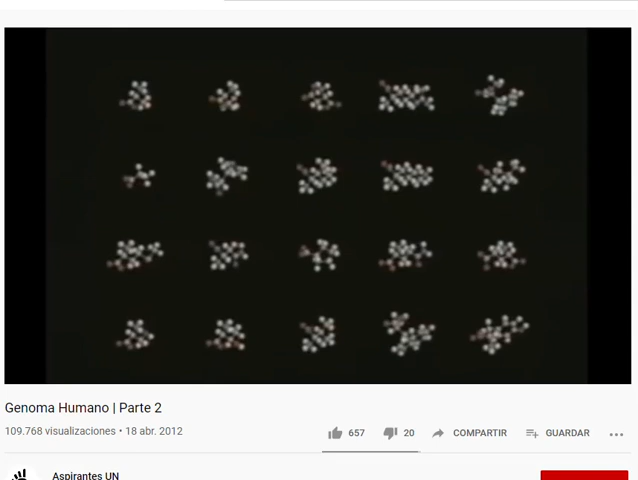 Genoma Humano | Parte 2
109.768 visualizaciones • 18 abr. 2012
657
20
COMPARTIR
GUARDAR
Aspirantes UN